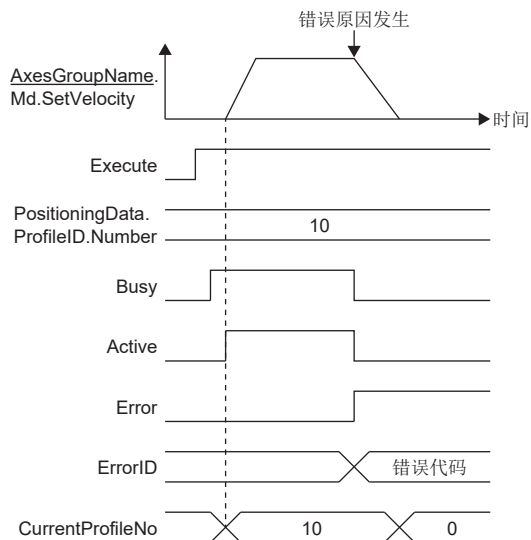 错误原因发生
AxesGroupName.
Md.SetVelocity
时间
Execute
PositioningData.
ProfileID.Number
10
Busy
Active
Error
ErrorID
错误代码
CurrentProfileNo
10
0